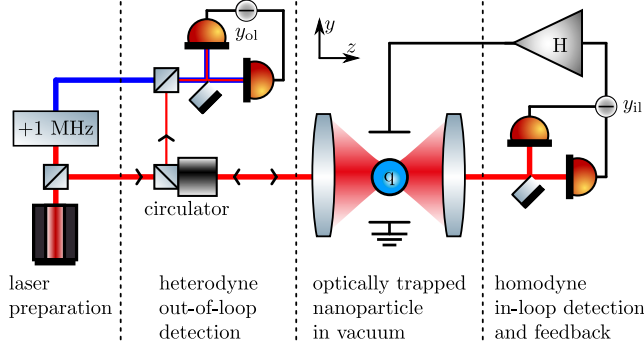 y_ol
y
z
H
+1 MHz
y_il
q
circulator
laser
preparation
heterodyne
out-of-loop
detection
optically trapped
nanoparticle
in vacuum
homodyne
in-loop detection
and feedback